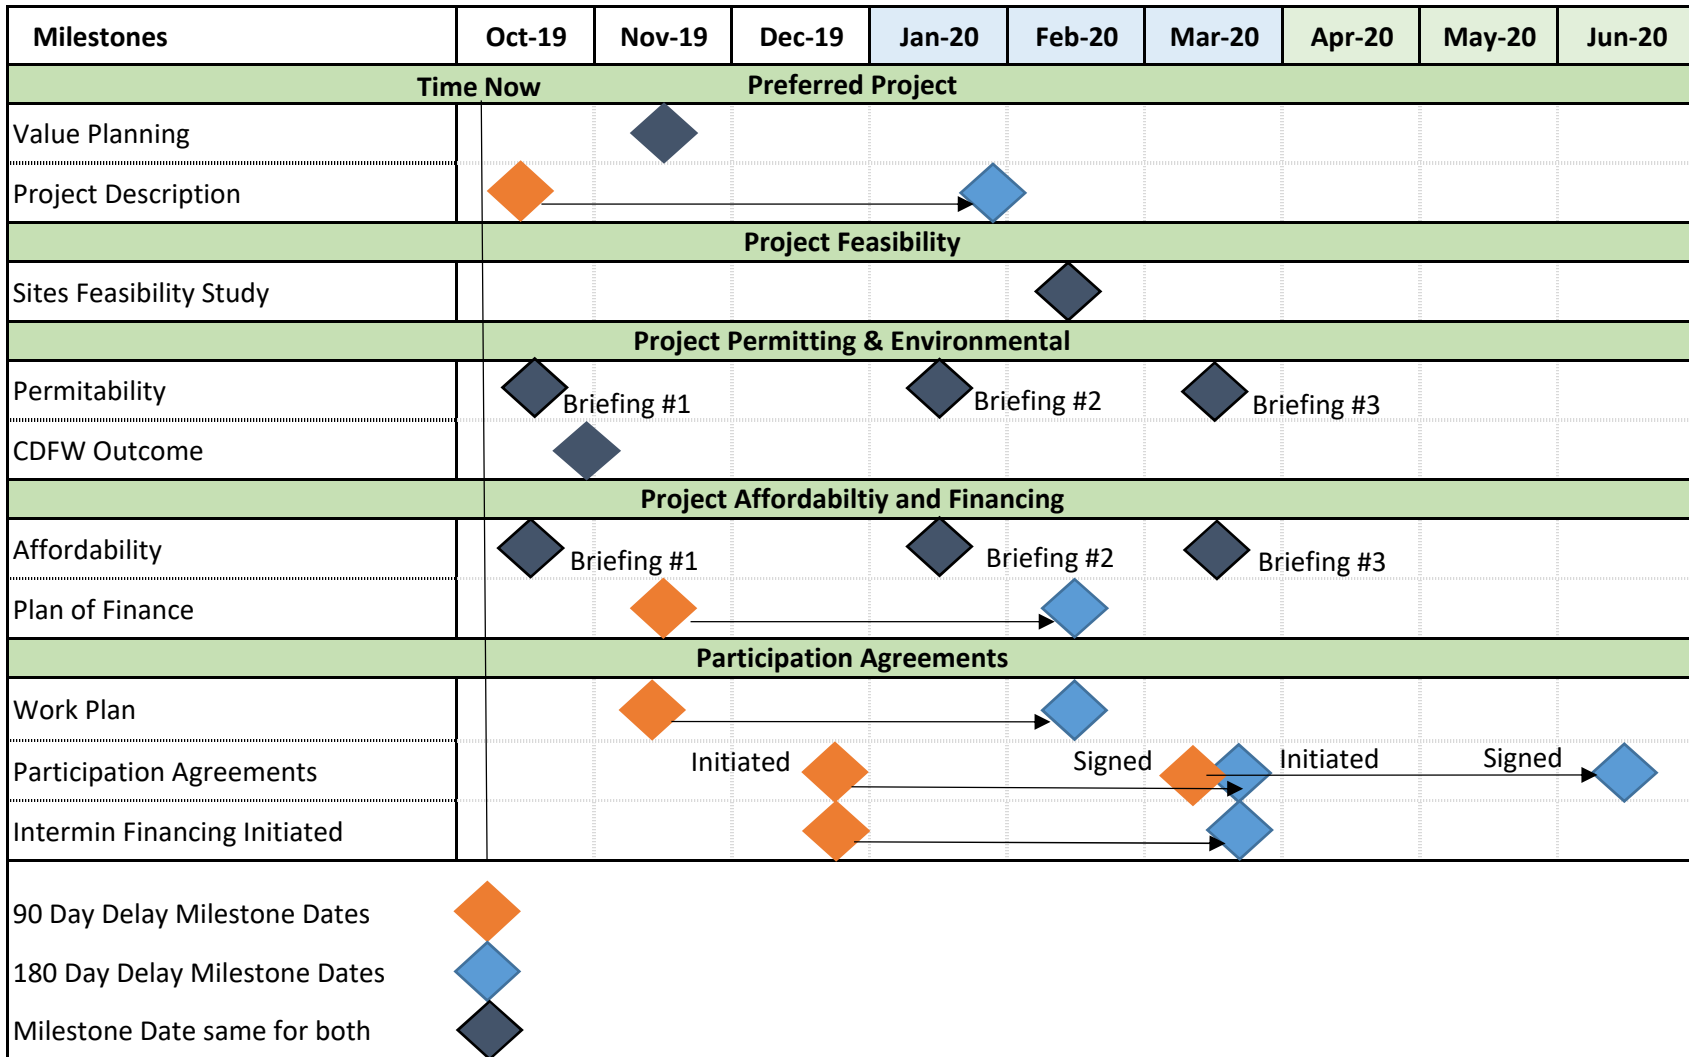 Milestones Oct-19 Nov-19 Dec-19 Jan-20 Feb-20 Mar-20 Apr-20 May-20 Jun-20
Time Now Preferred Project
Value Planning
Project Description
Project Feasibility
Sites Feasibility Study
Project Permitting & Environmental
Permitability Briefing #1 Briefing #2 Briefing #3
CDFW Outcome
Project Affordabiltiy and Financing
Affordability Briefing #1 Briefing #2 Briefing #3
Plan of Finance
Participation Agreements
Work Plan
Participation Agreements Initiated Signed Initiated Signed
Intermin Financing Initiated
90 Day Delay Milestone Dates
180 Day Delay Milestone Dates
Milestone Date same for both